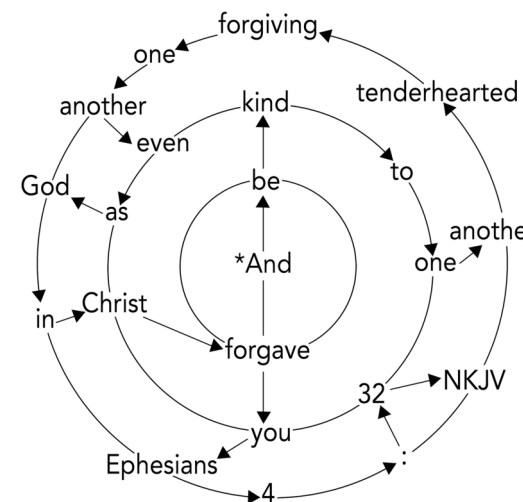 *And
be
kind
to
one
another
tenderhearted
forgiving
one
another
even
as
God
in
Christ
forgave
you
Ephesians
4
:
32
NKJV